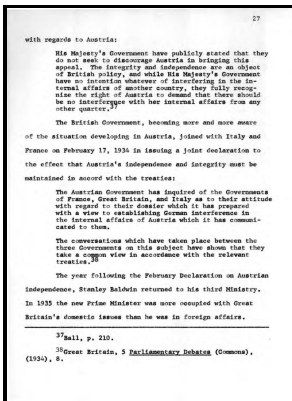 27
with regards to Austria:
His Majesty's Government have publicly stated that they
do not seek to discourage Austria in bringing this
appeal. The integrity and independence are an object
of British policy, and while His Majesty's Government
have no intention whatever of interfering in the in-
ternal affairs of another country, they fully recog-
nize the right of Austria to demand that there should
be no interference with her internal affairs from any
other quarter.37
The British Government, becoming more and more aware
of the situation developing in Austria, joined with Italy and
France on February 17, 1934 in issuing a joint declaration to
the effect that Austria's independence and integrity must be
maintained in accord with the treaties:
The Austrian Government has inquired of the Governments
of France, Great Britain, and Italy as to their attitude
with regard to their dossier which it has prepared
with a view to establishing German interference in
the internal affairs of Austria which it has communi-
cated to them.
The conversations which have taken place between the
three Governments on this subject have shown that they
take a common view in accordance with the relevant
treaties.38
The year following the February Declaration on Austrian
independence, Stanley Baldwin returned to his third Ministry.
In 1935 the new Prime Minister was more occupied with Great
Britain's domestic issues than he was in foreign affairs.
37Ball, p. 210.
38Great Britain, 5 Parliamentary Debates (Commons),
(1934), 8.